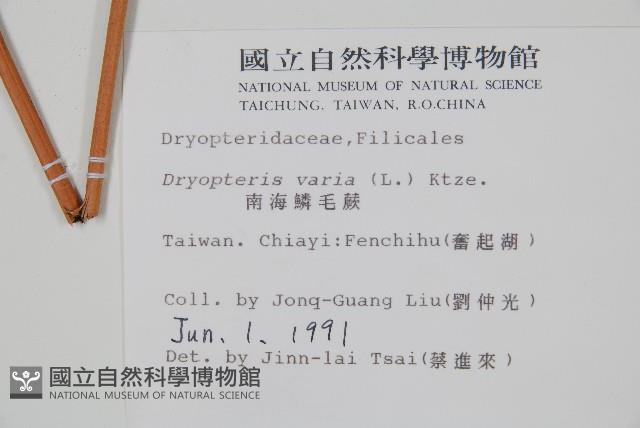 國立自然科學博物館
NATIONAL MUSEUM OF NATURAL SCIENCE
TAICHUNG, TAIWAN, R.O.CHINA
Dryopteridaceae,Filicales
Dryopteris varia (L.) Ktze.
南海鱗毛蕨
Taiwan. Chiayi:Fenchihu(奮起湖)
Coll. by Jonq-Guang Liu(劉仲光)
Jun. 1. 1991
Det. by Jinn-lai Tsai(蔡進來)
國立自然科學博物館
NATIONAL MUSEUM OF NATURAL SCIENCE